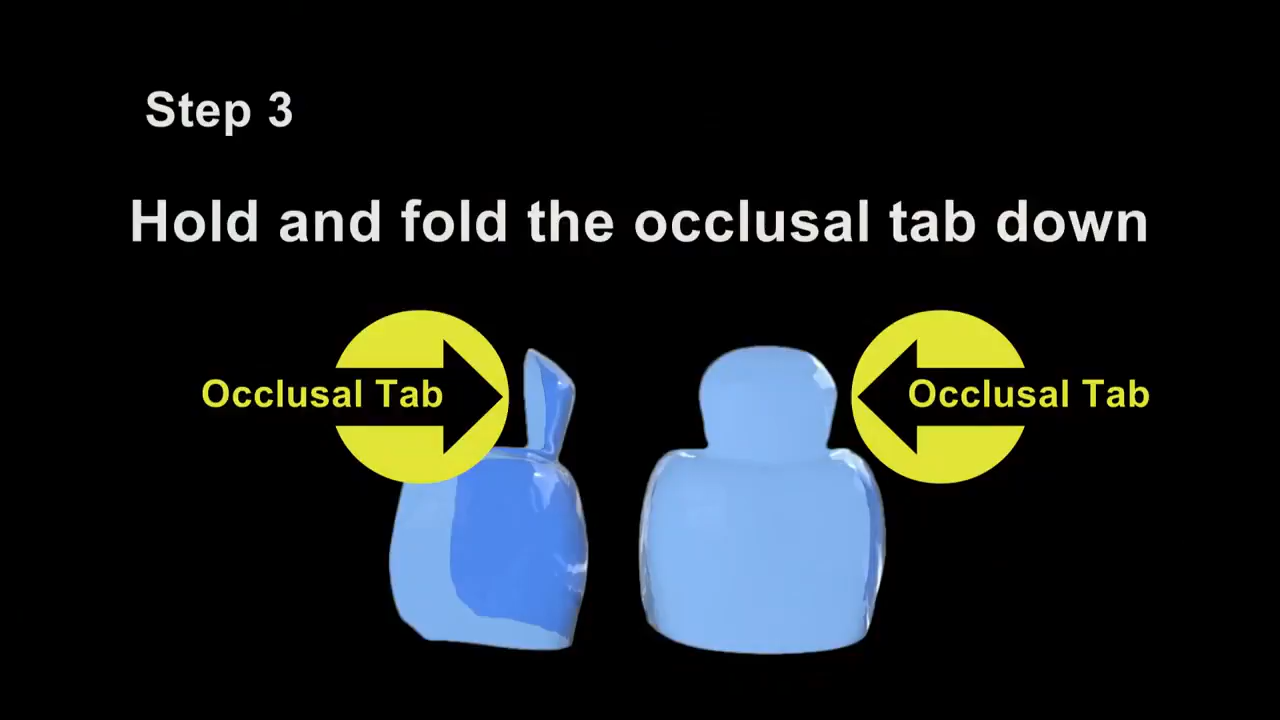 Step 3
Hold and fold the occlusal tab down
Occlusal Tab
Occlusal Tab